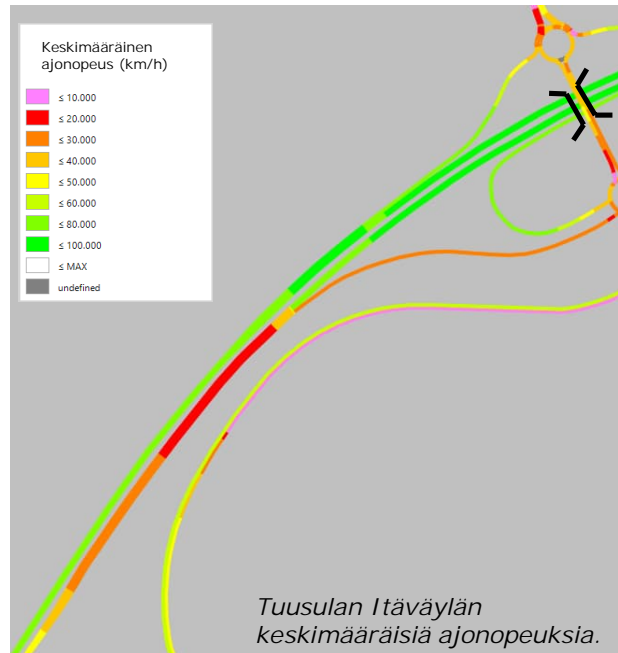 Keskimääräinen
ajonopeus (km/h)
≤ 10.000
≤ 20.000
≤ 30.000
≤ 40.000
≤ 50.000
≤ 60.000
≤ 80.000
≤ 100.000
≤ MAX
undefined
Tuusulan Itäväylän
keskimääräisiä ajonopeuksia.